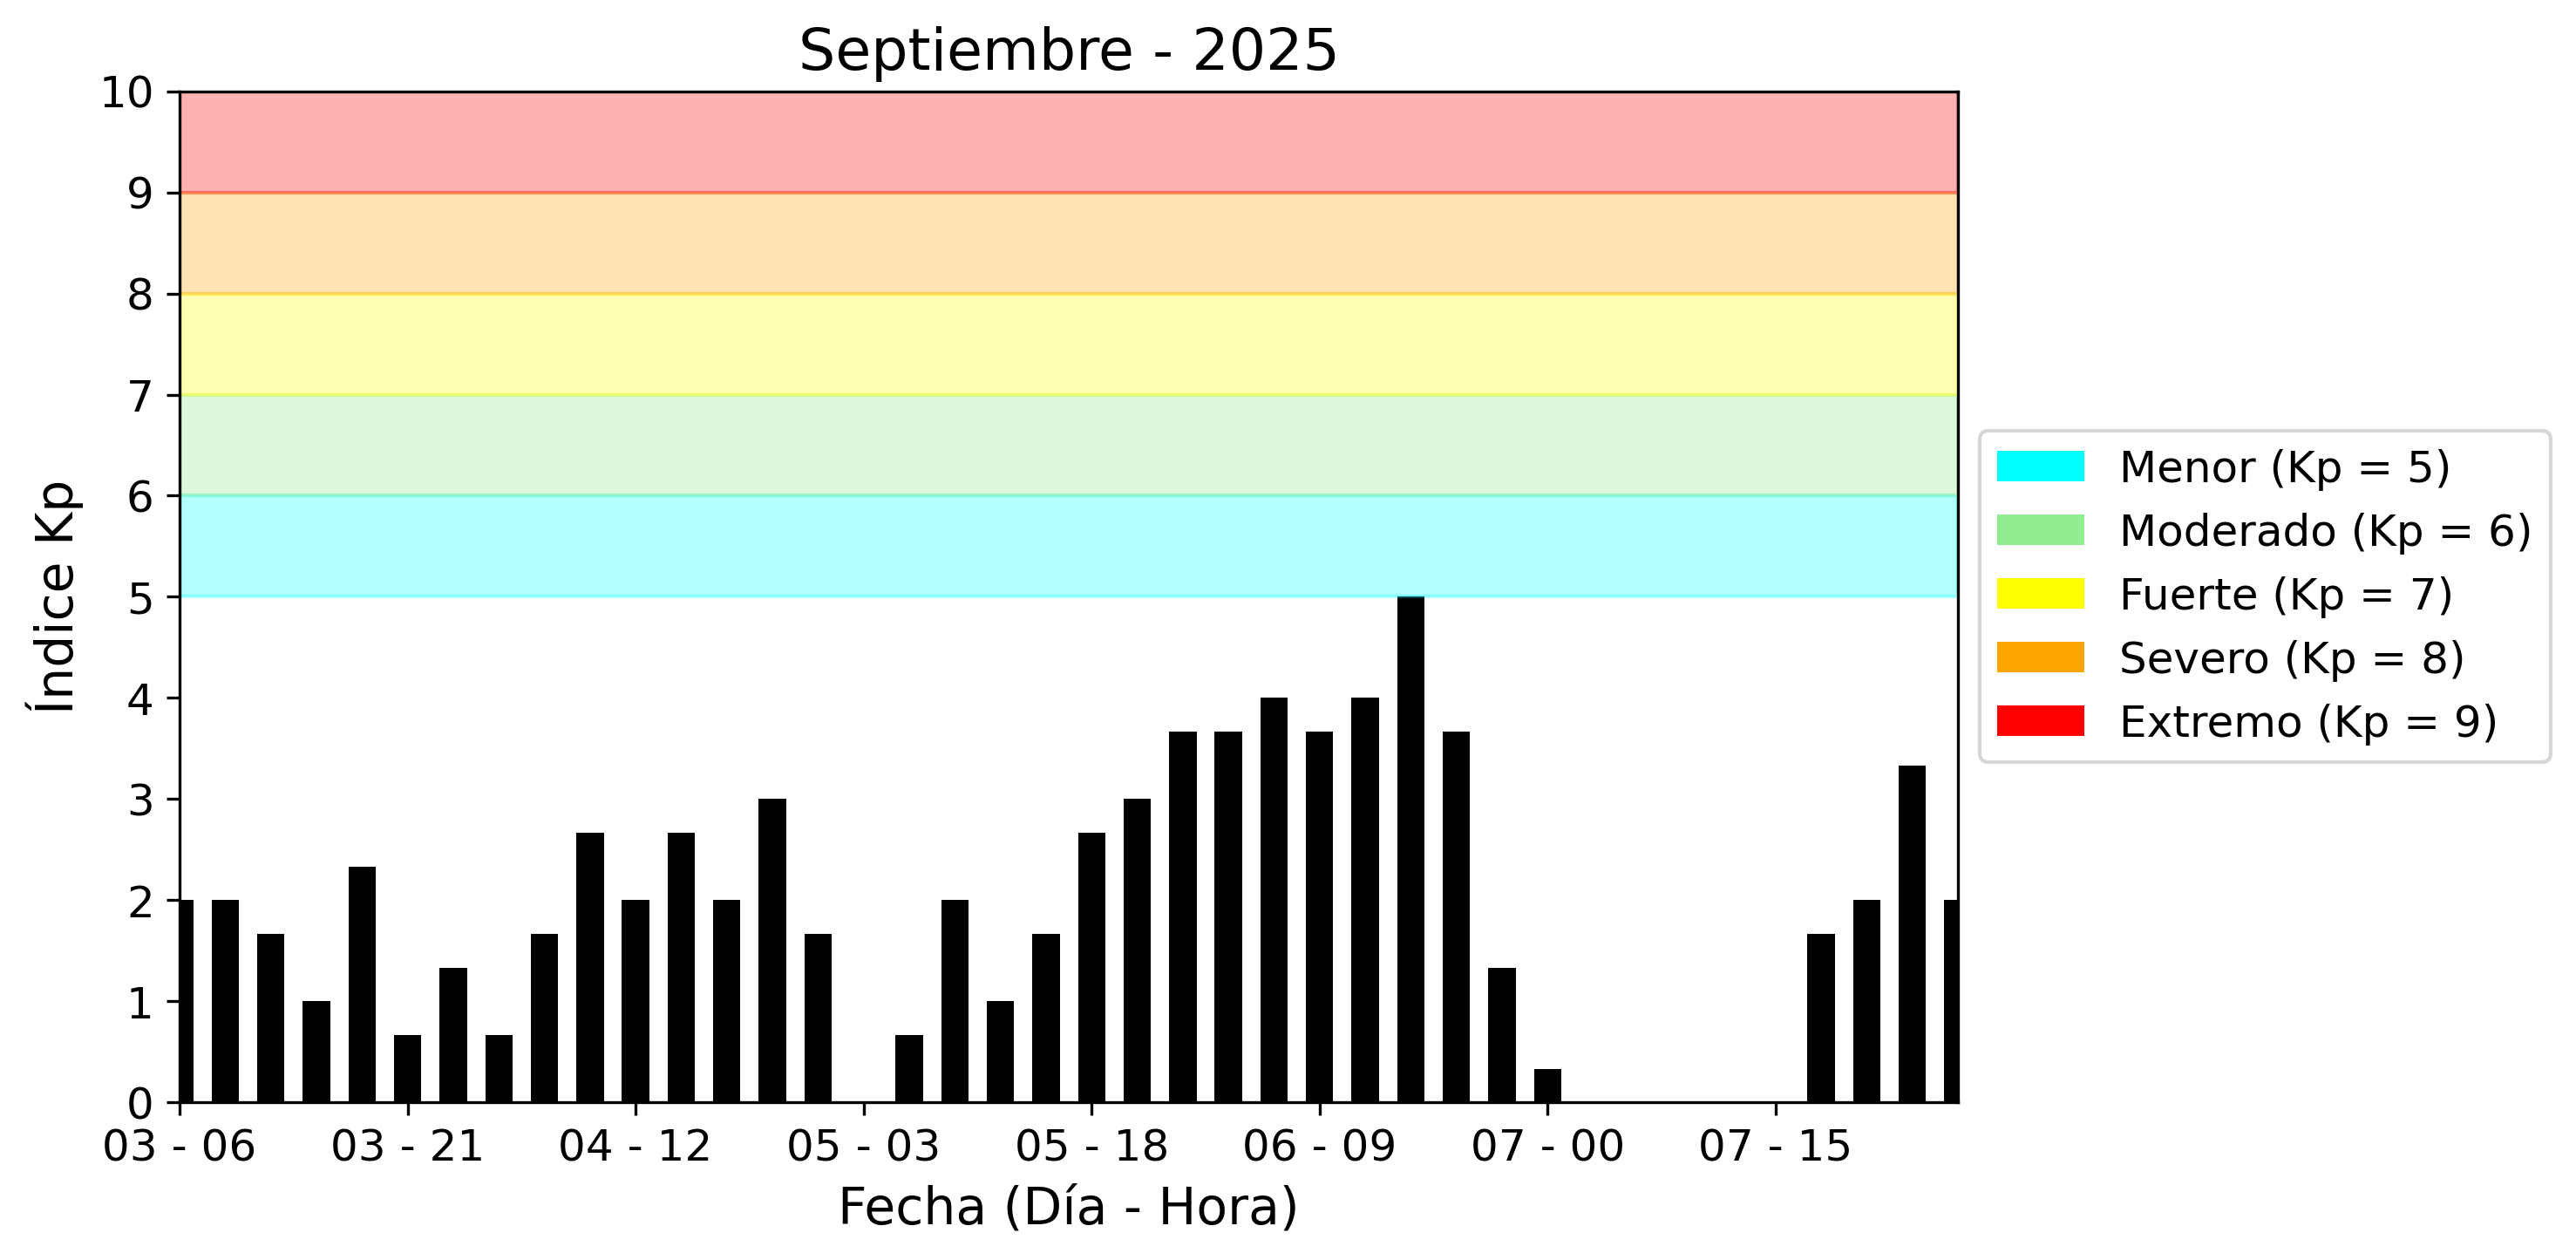 Septiembre - 2025
10
9
8
7
6
5
4
3
2
1
0
Índice Kp
03 - 06
03 - 21
04 - 12
05 - 03
05 - 18
06 - 09
07 - 00
07 - 15
Fecha (Día - Hora)
Menor (Kp = 5)
Moderado (Kp = 6)
Fuerte (Kp = 7)
Severo (Kp = 8)
Extremo (Kp = 9)